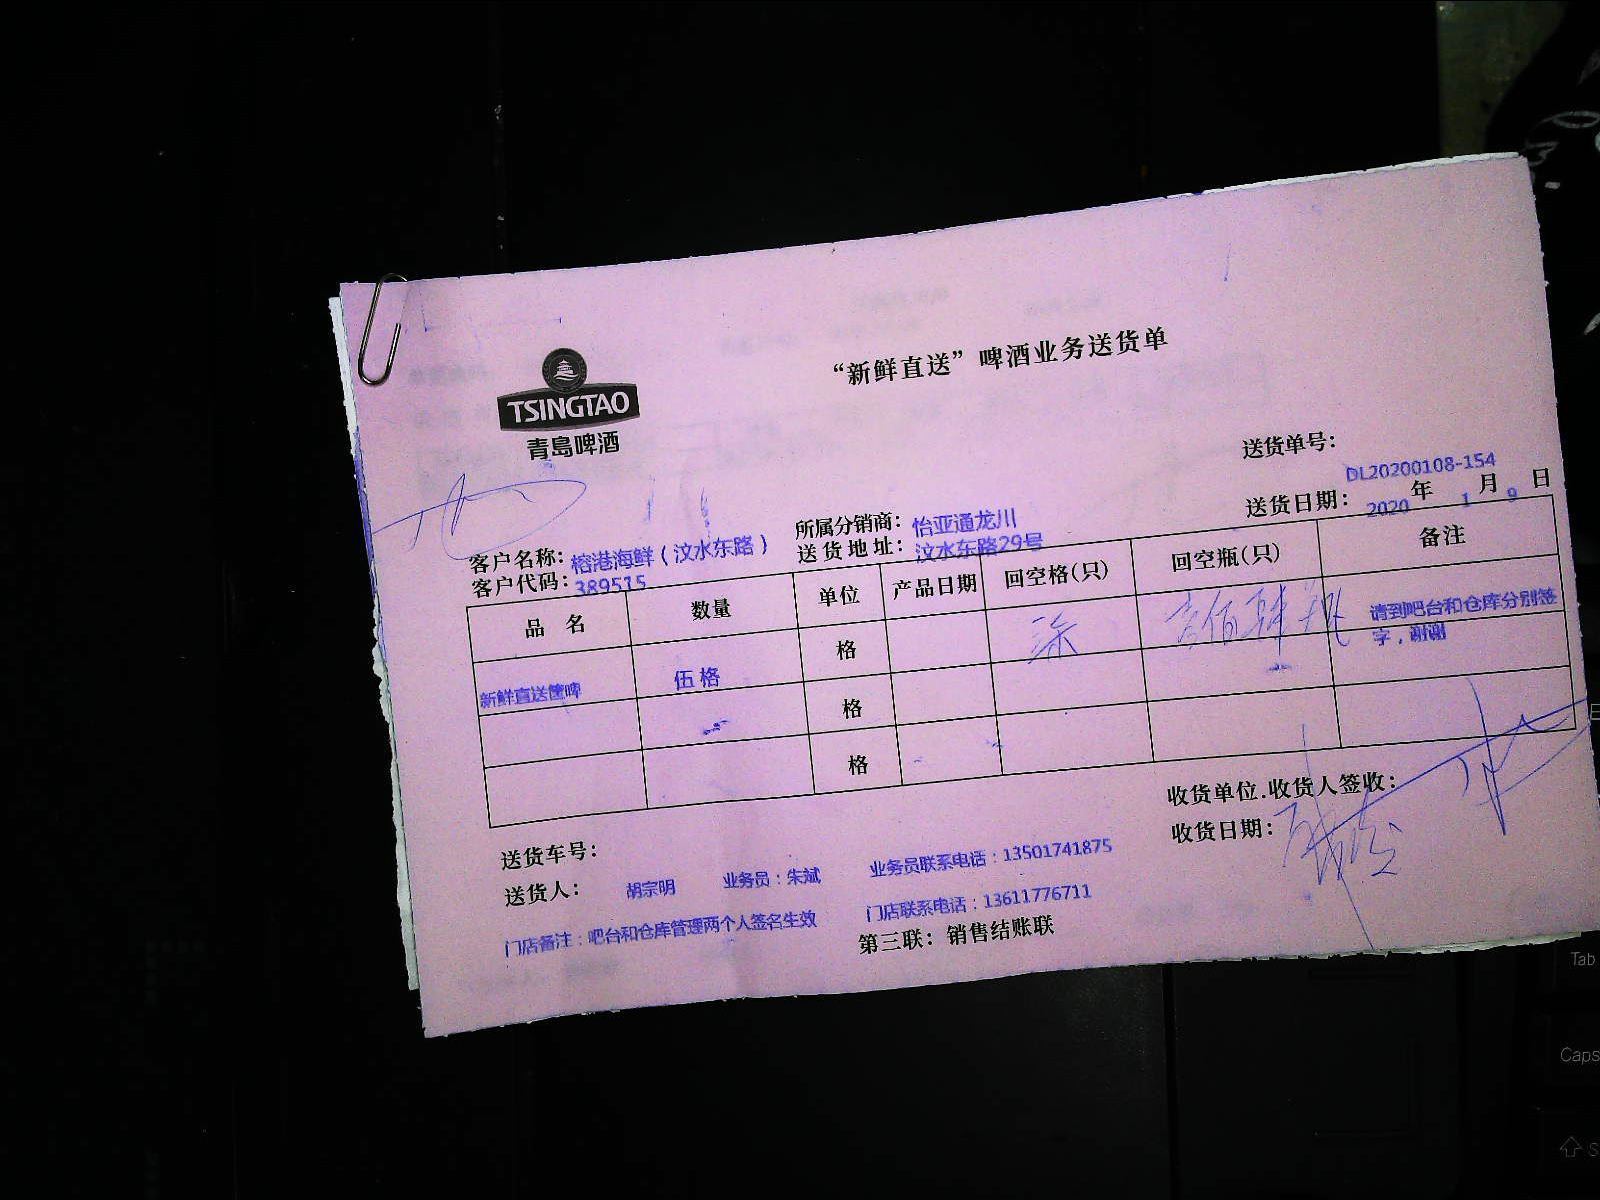 “新鲜直送”啤酒业务送货单
TSINGTAO
青岛啤酒
送货单号：
DL20200108-154
送货日期： 2020 年 1 月 9 日
所属分销商： 怡亚通龙川
客户名称： 榕港海鲜（汶水东路）
送货地址： 汶水东路29号
客户代码： 389515
品 名 数量 单位 产品日期 回空格(只) 回空瓶(只) 备注
新鲜直送筐啤 伍格 格 请到吧台和仓库分别签
字，谢谢
格
格
收货单位.收货人签收：
收货日期：
送货车号：
送货人： 胡宗明 业务员：朱斌 业务员联系电话：13501741875
门店备注：吧台和仓库管理两个人签名生效 门店联系电话：13611776711
第三联：销售结账联
Tab
Caps